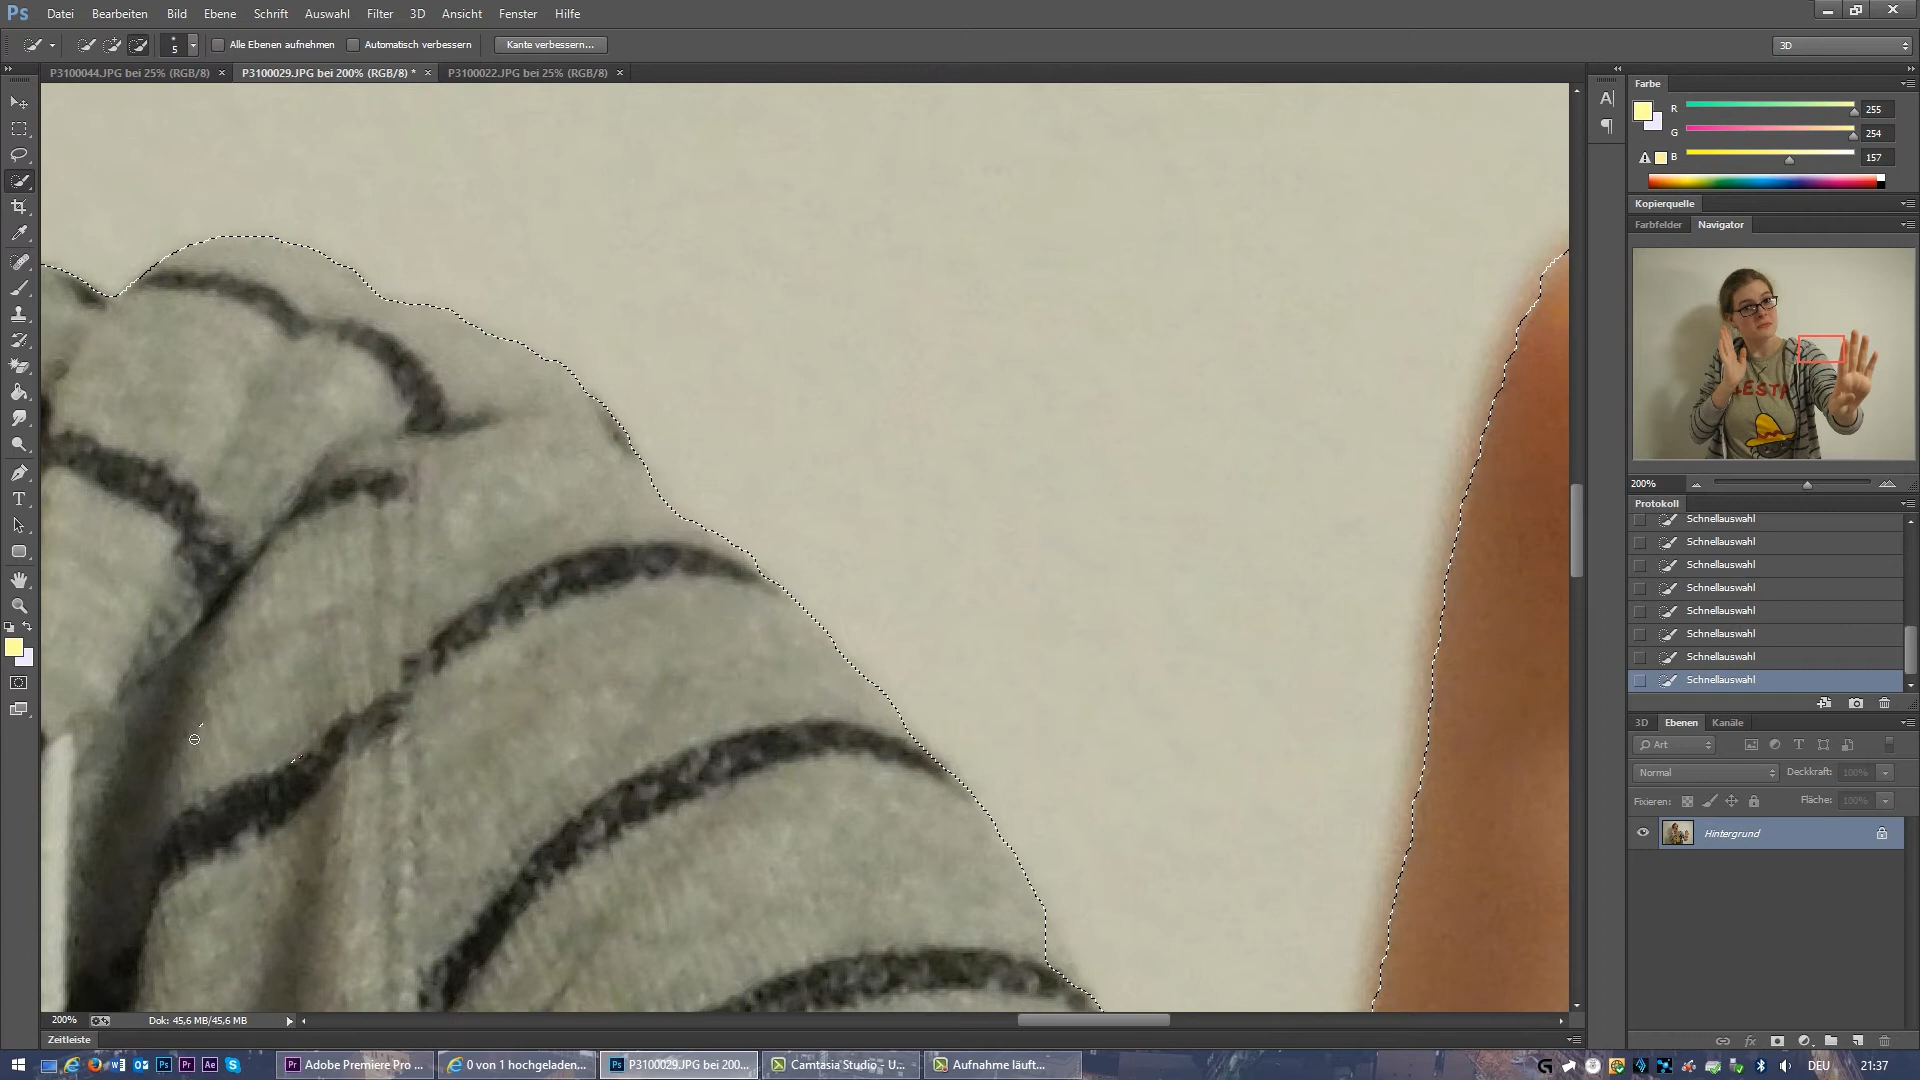 Ps Datei Bearbeiten Bild Ebene Schrift Auswahl Filter 3D Ansicht Fenster Hilfe
5 Alle Ebenen aufnehmen Automatisch verbessern Kante verbessern... 3D
P3100044.JPG bei 25% (RGB/8) × P3100029.JPG bei 200% (RGB/8) * × P3100022.JPG bei 25% (RGB/8) ×
Farbe
R 255
G 254
B 157
Kopierquelle
Farbfelder Navigator
200%
Protokoll
Schnellauswahl
Schnellauswahl
Schnellauswahl
Schnellauswahl
Schnellauswahl
Schnellauswahl
Schnellauswahl
Schnellauswahl
3D Ebenen Kanäle
Art
Normal Deckkraft: 100%
Fixieren: Fläche: 100%
Hintergrund
200% Dok: 45,6 MB/45,6 MB
Zeitleiste
Adobe Premiere Pro ... 0 von 1 hochgeladen... P3100029.JPG bei 200... Camtasia Studio - U... Aufnahme läuft... DEU 21:37